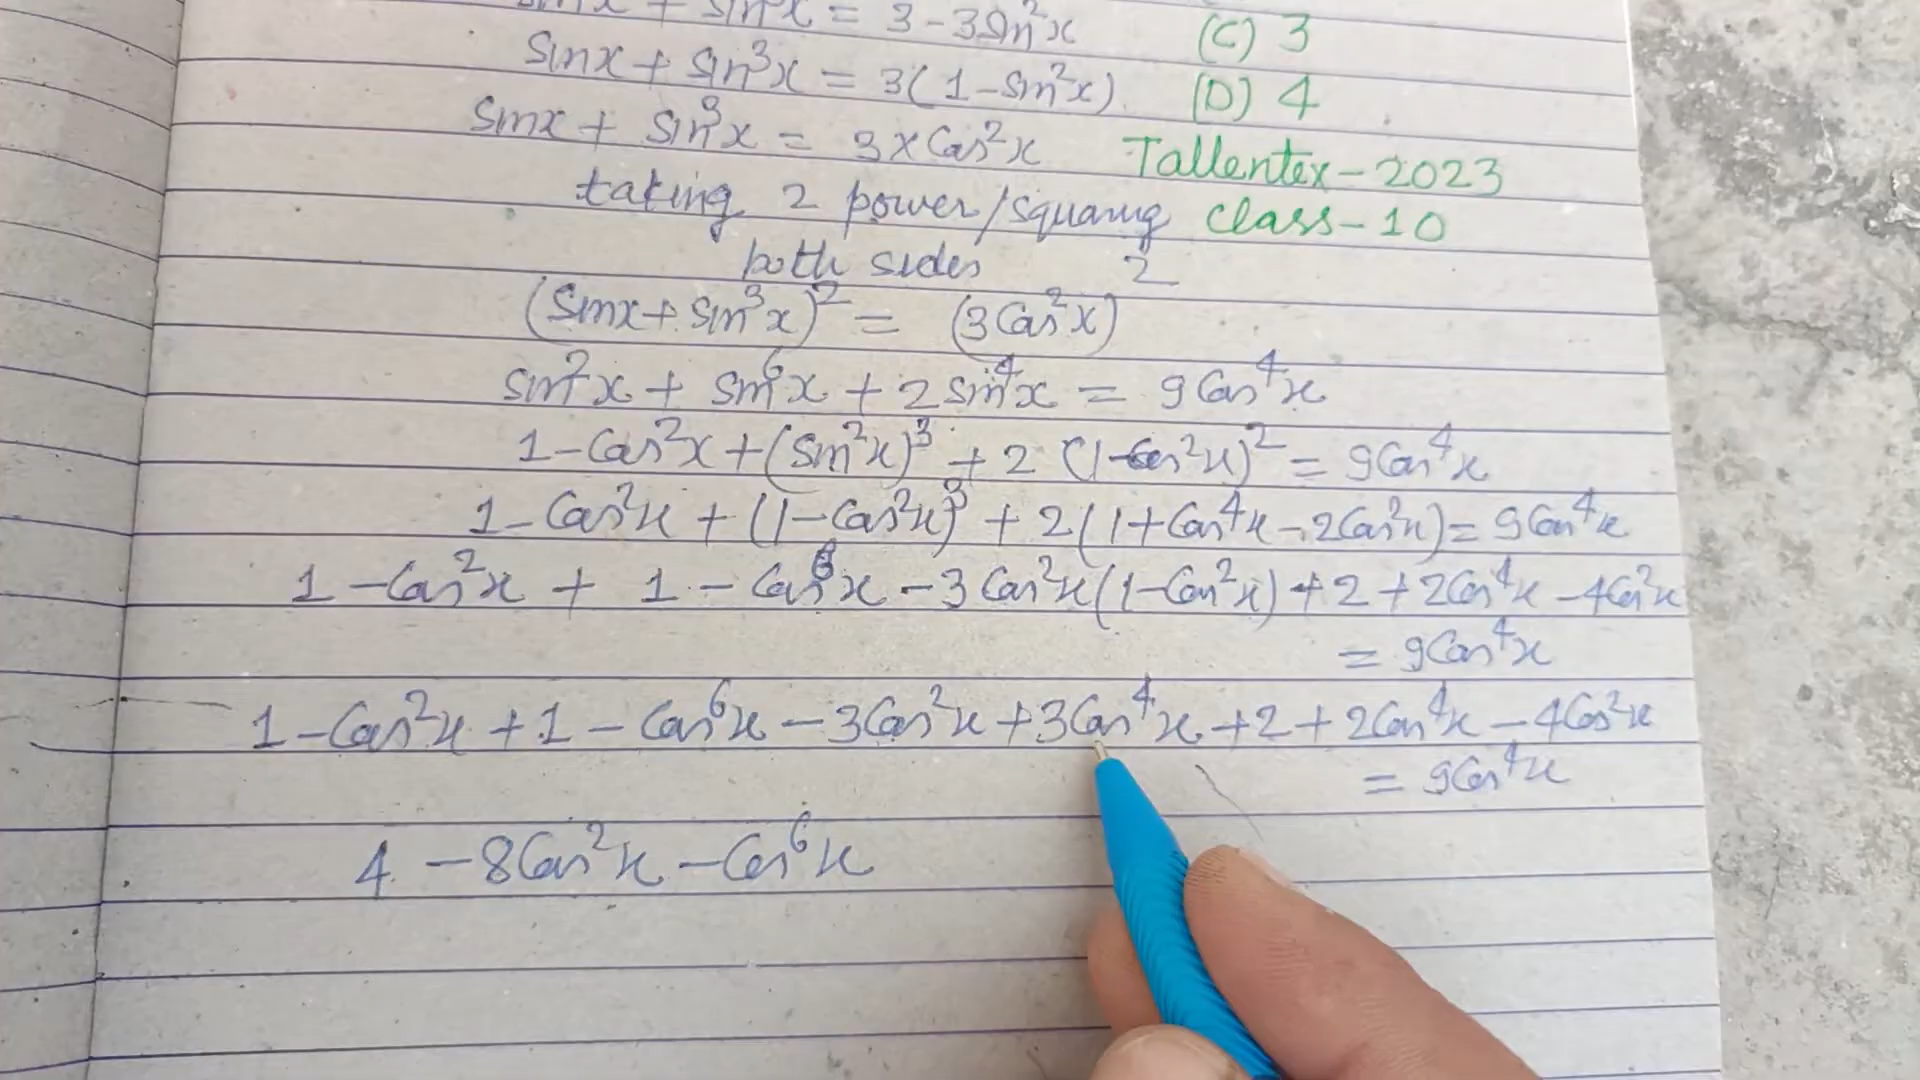 sinx + sin³x = 3 - 3sin²x (C) 3
sinx + sin³x = 3(1-sin²x) (D) 4
sinx + sin³x = 3×Cos²x Tallentex-2023
taking 2 power/squaring class-10
both sides
(sinx+sin³x)² = (3Cos²x)²
sin²x + sin⁶x + 2sin⁴x = 9Cos⁴x
1-Cos²x+(sin²x)³ + 2(1-Cos²x)² = 9Cos⁴x
1-Cos²x + (1-Cos²x)³ + 2(1+Cos⁴x-2Cos²x) = 9Cos⁴x
1-Cos²x + 1-Cos⁶x-3Cos²x(1-Cos²x)+2+2Cos⁴x-4Cos²x
= 9Cos⁴x
1-Cos²x+1-Cos⁶x-3Cos²x+3Cos⁴x+2+2Cos⁴x-4Cos²x
= 9Cos⁴x
4-8Cos²x-Cos⁶x